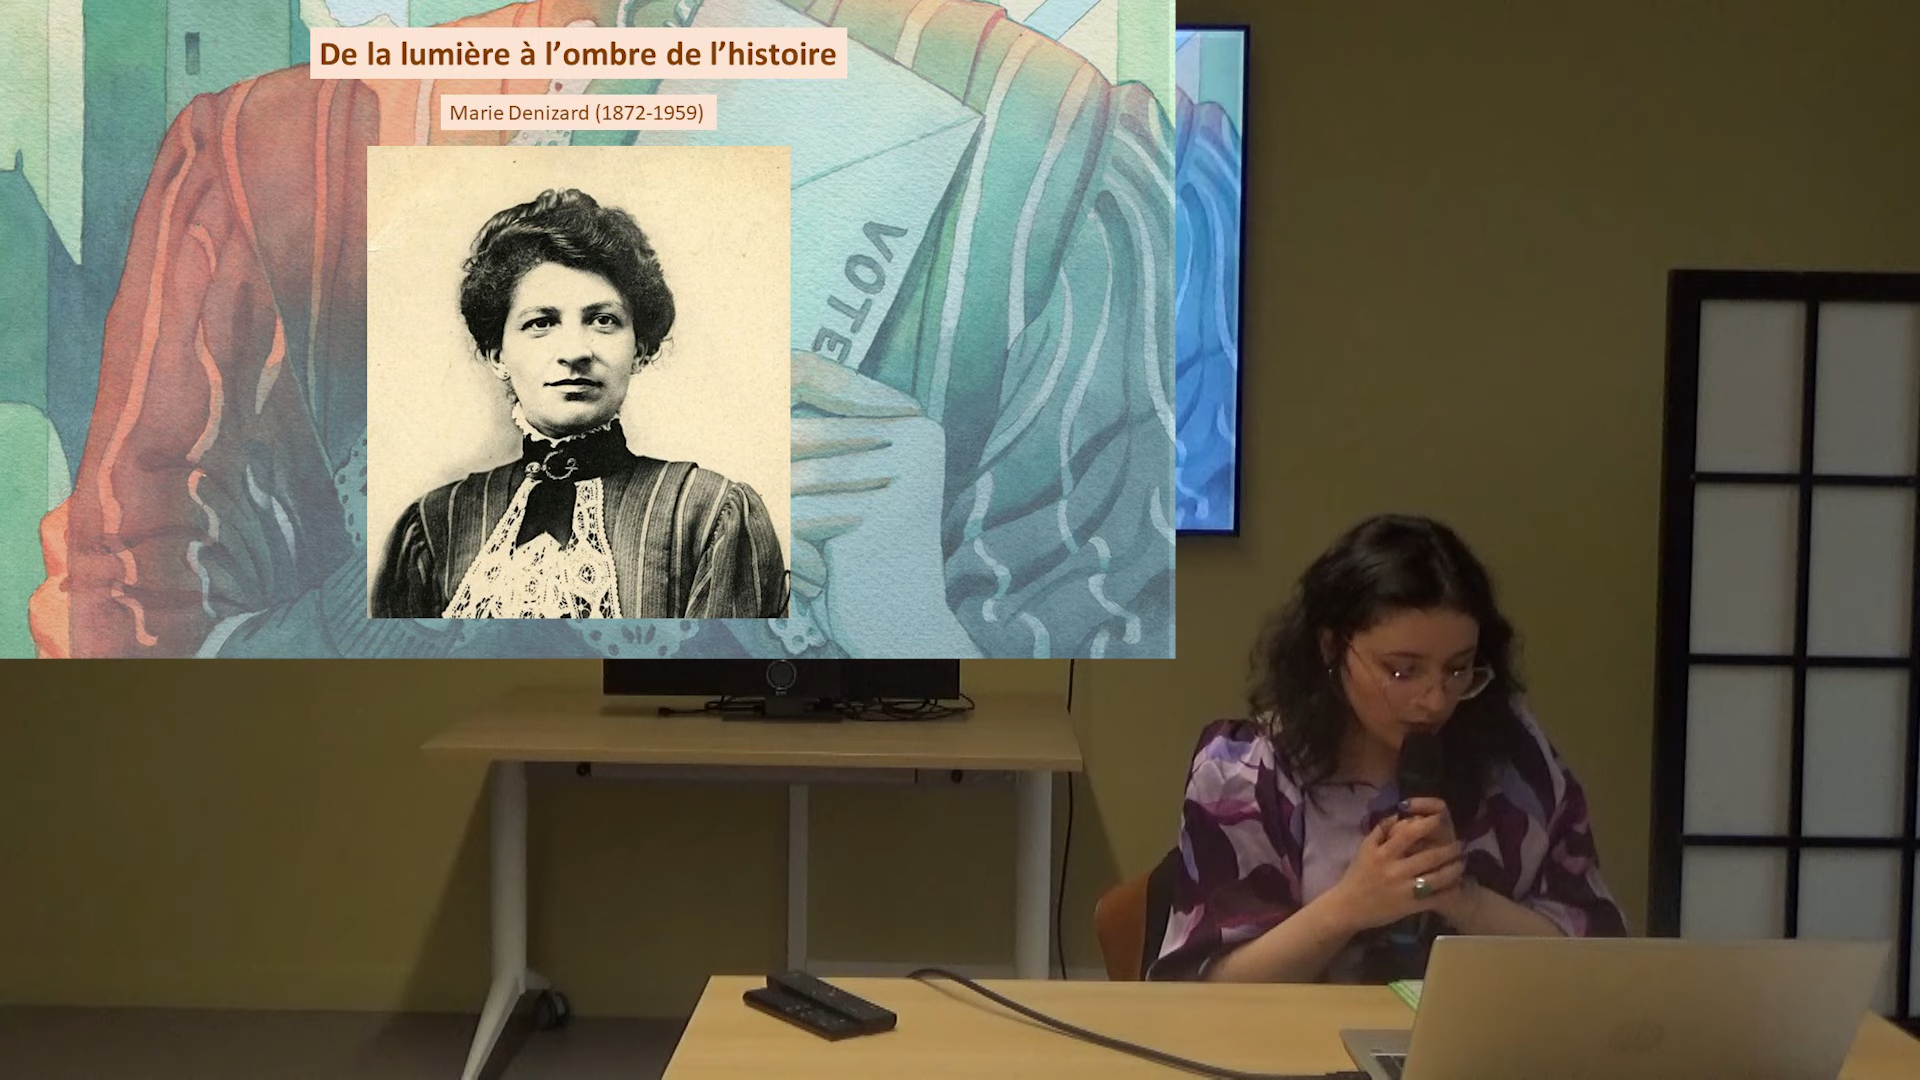 De la lumière à l’ombre de l’histoire
Marie Denizard (1872-1959)
VOTE